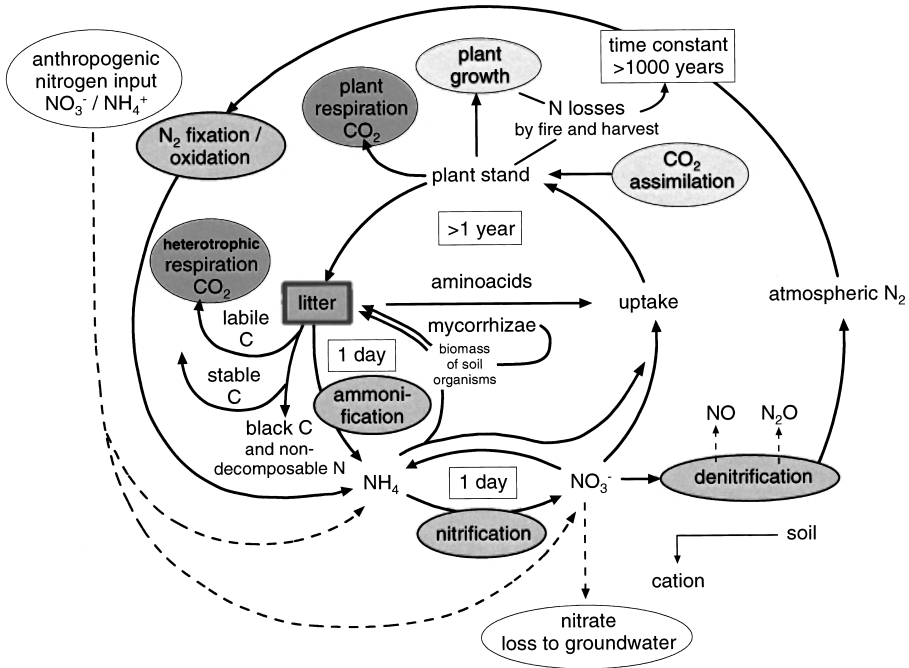 anthropogenic
nitrogen input
NO₃⁻ / NH₄⁺
plant
growth
time constant
>1000 years
plant
respiration
CO₂
N losses
by fire and harvest
N₂ fixation /
oxidation
plant stand
CO₂
assimilation
>1 year
heterotrophic
respiration
CO₂
litter
aminoacids
uptake
atmospheric N₂
labile
C
mycorrhizae
biomass
of soil
organisms
1 day
stable
C
ammoni-
fication
black C
and non-
decomposable N
NO
N₂O
NH₄
1 day
NO₃⁻
denitrification
nitrification
soil
cation
nitrate
loss to groundwater